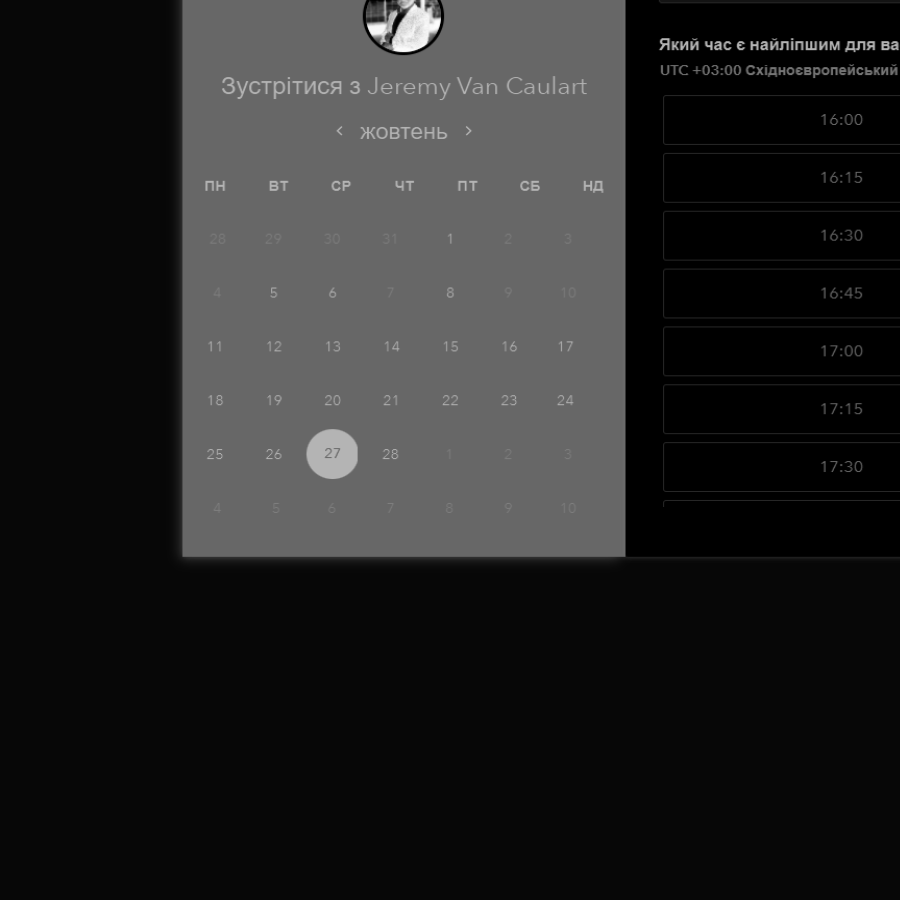 Зустрітися з Jeremy Van Caulart
жовтень
ПН ВТ СР ЧТ ПТ СБ НД
28 29 30 31 1 2 3
4 5 6 7 8 9 10
11 12 13 14 15 16 17
18 19 20 21 22 23 24
25 26 27 28 1 2 3
4 5 6 7 8 9 10
Який час є найліпшим для ва
UTC +03:00 Східноєвропейський
16:00
16:15
16:30
16:45
17:00
17:15
17:30